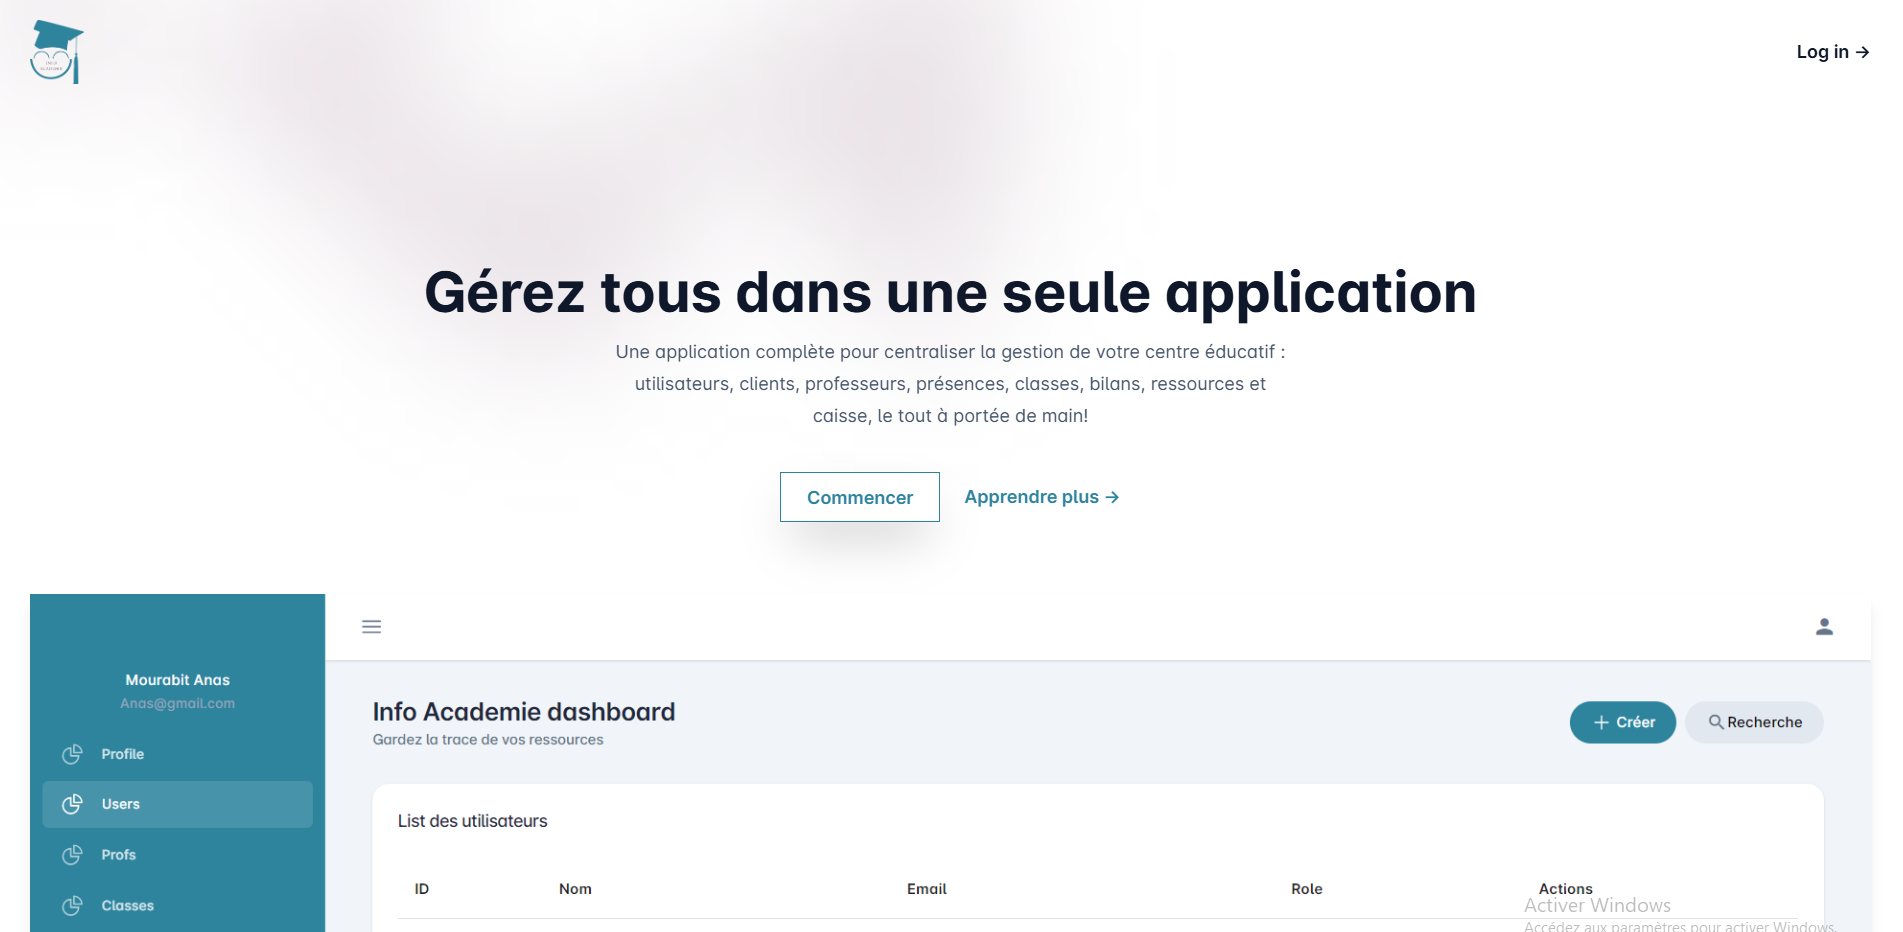 Log in →
Gérez tous dans une seule application
Une application complète pour centraliser la gestion de votre centre éducatif :
utilisateurs, clients, professeurs, présences, classes, bilans, ressources et
caisse, le tout à portée de main!
Commencer
Apprendre plus →
Mourabit Anas
Anas@gmail.com
Profile
Users
Profs
Classes
Info Academie dashboard
Gardez la trace de vos ressources
+ Créer
Recherche
List des utilisateurs
ID Nom Email Role Actions
Activer Windows
Accédez aux paramètres pour activer Windows.